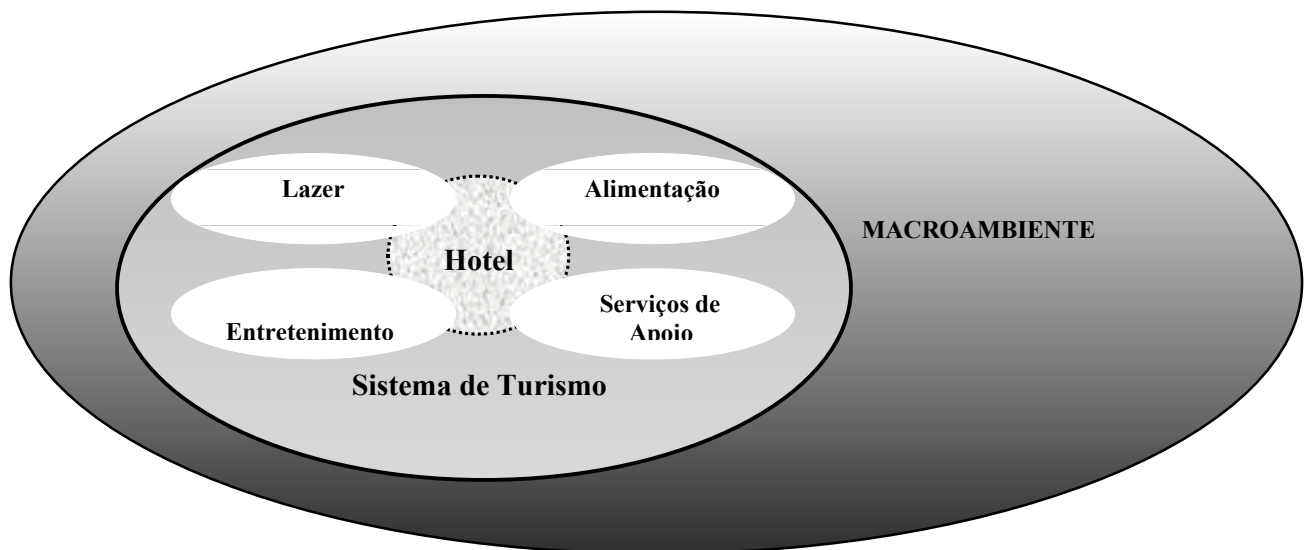 Lazer
Alimentação
MACROAMBIENTE
Hotel
Serviços de
Apoio
Entretenimento
Sistema de Turismo